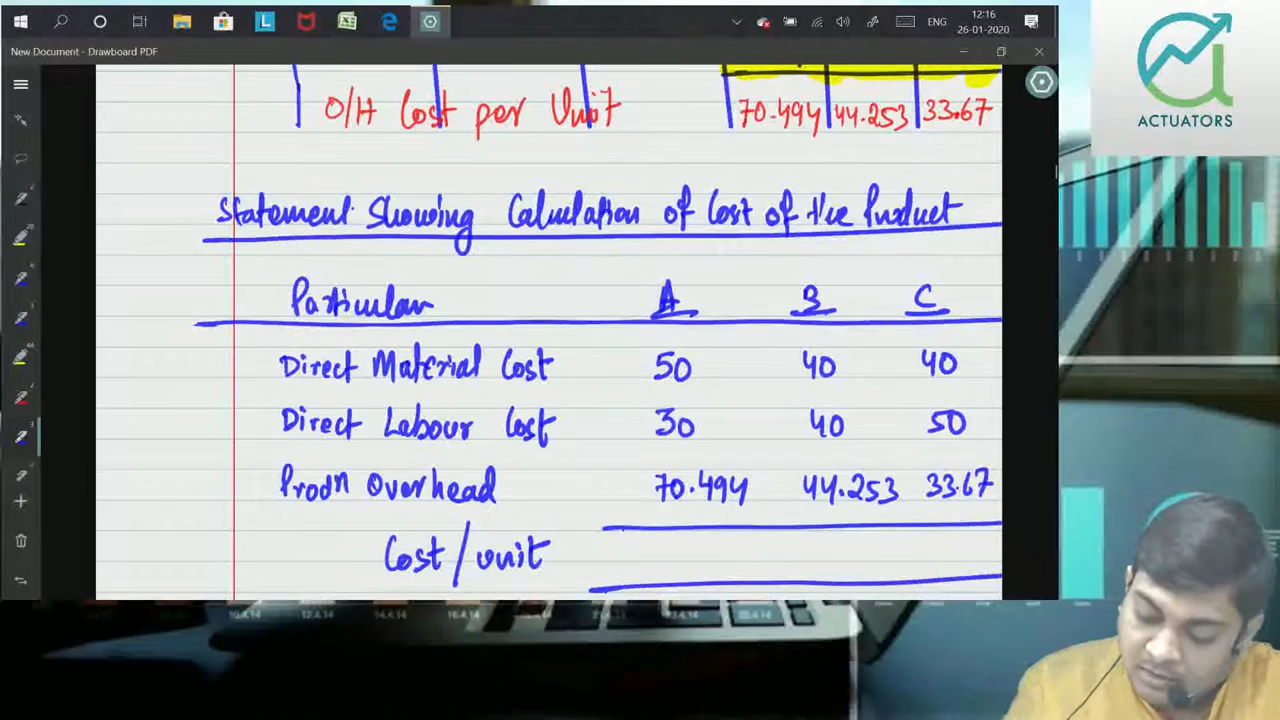 ENG
12:16
26-01-2020
New Document - Drawboard PDF
ACTUATORS
O/H Cost per Unit 70.494 44.253 33.67
Statement Showing Calculation of Cost of the Product
Particular A B C
Direct Material Cost 50 40 40
Direct Labour Cost 30 40 50
Prodn Overhead 70.494 44.253 33.67
Cost/unit